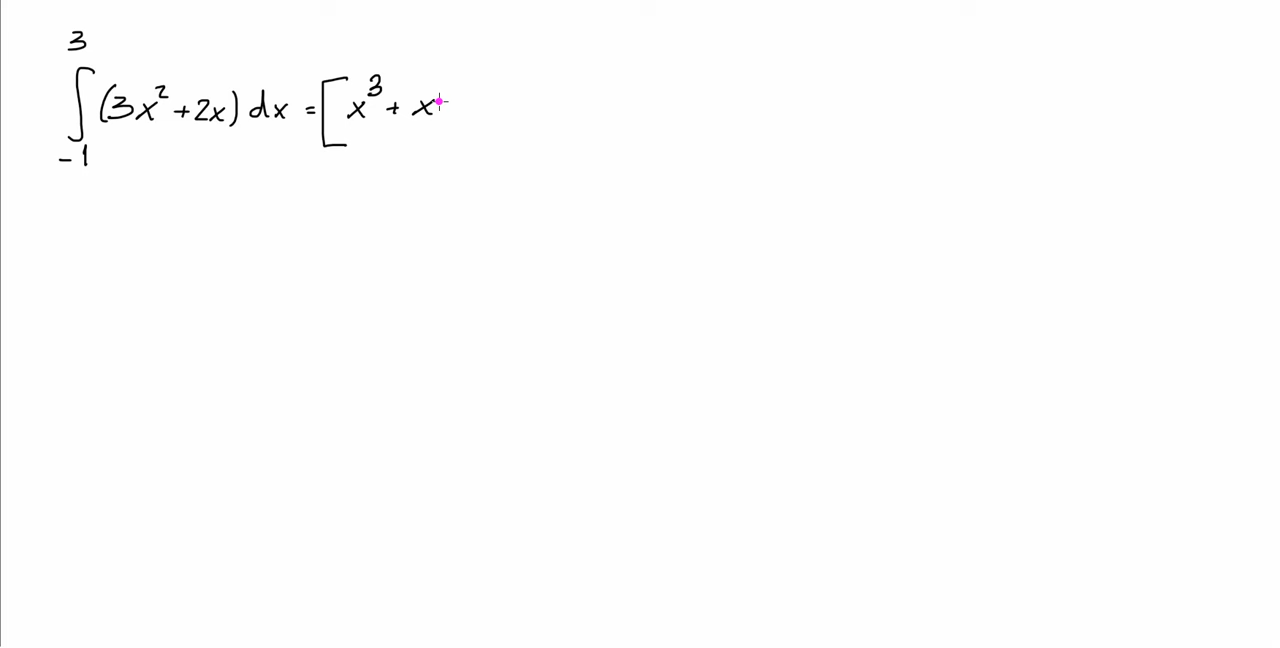 ∫_{-1}^{3} (3x² + 2x) dx = [x³ + x